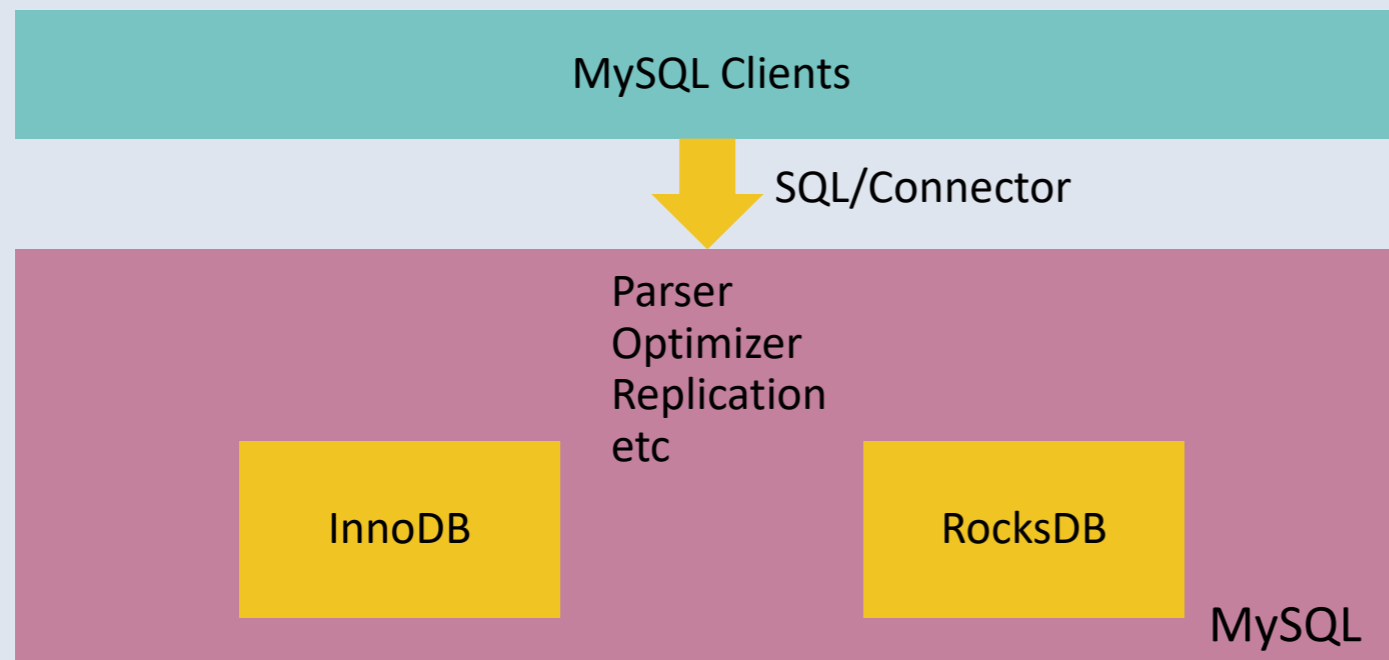 MySQL Clients
SQL/Connector
Parser
Optimizer
Replication
etc
InnoDB
RocksDB
MySQL